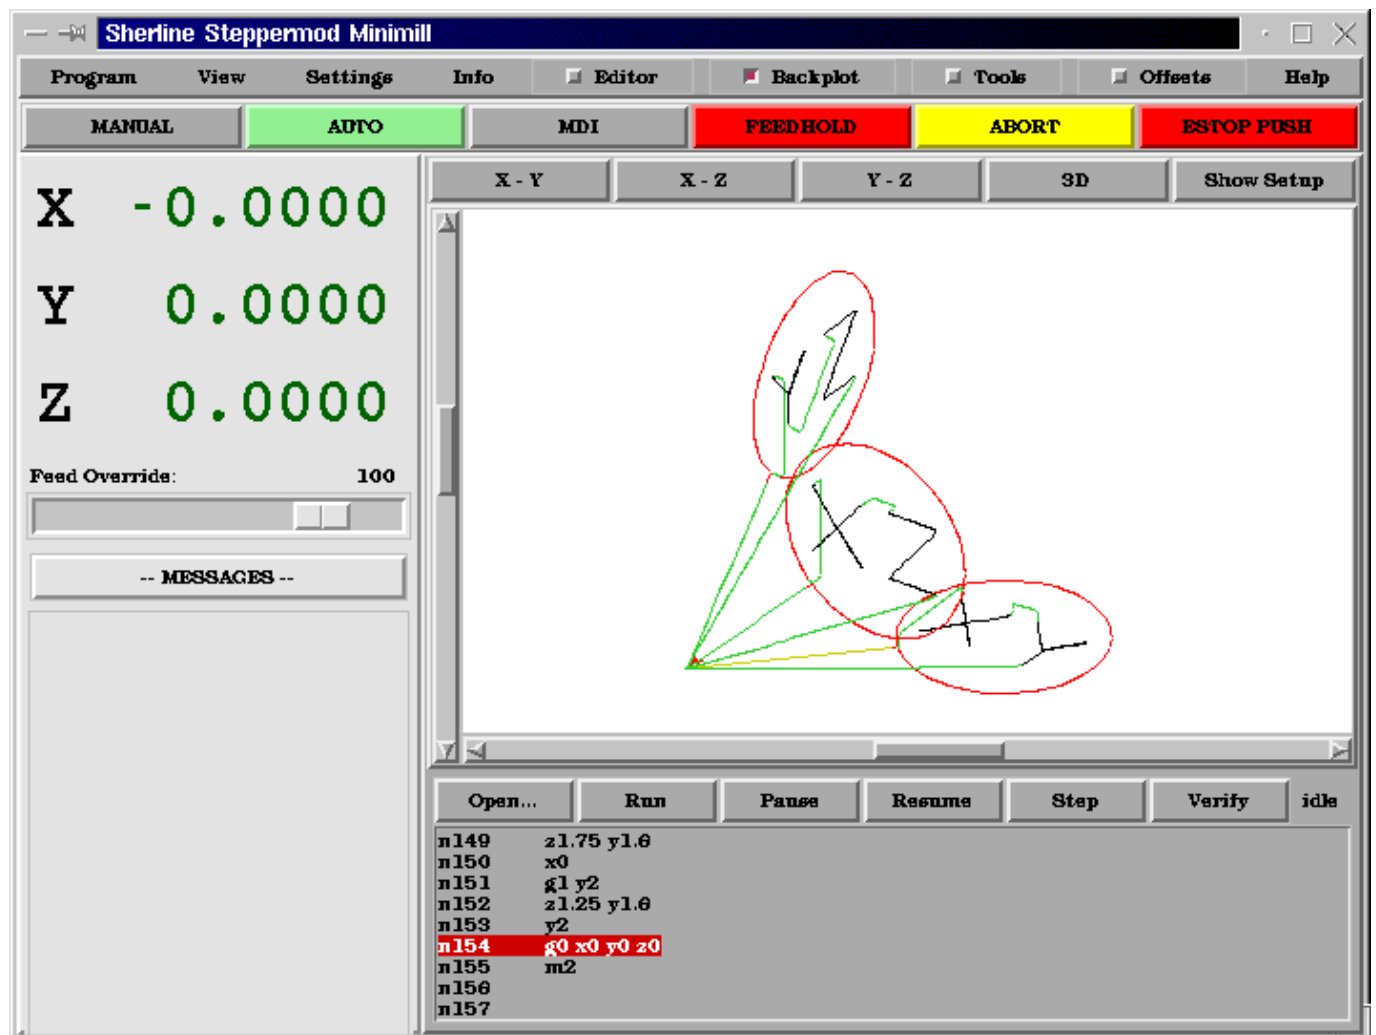 Sherline Steppermod Minimill
Program View Settings Info Editor Backplot Tools Offsets Help
MANUAL AUTO MDI FEEDHOLD ABORT ESTOP PUSH
X - Y X - Z Y - Z 3D Show Setup
X -0.0000
Y 0.0000
Z 0.0000
Feed Override: 100
-- MESSAGES --
YZ
XZ
XY
Open... Run Pause Resume Step Verify idle
n149 z1.75 y1.6
n150 x0
n151 g1 y2
n152 z1.25 y1.6
n153 y2
n154 g0 x0 y0 z0
n155 m2
n156
n157